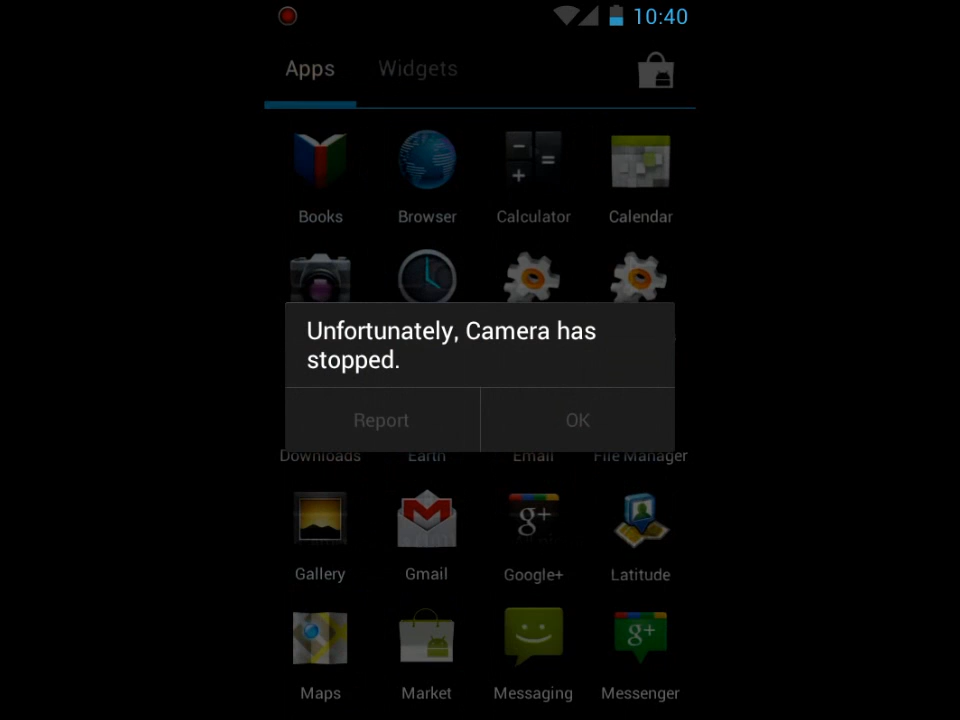 10:40
Apps Widgets
Books Browser Calculator Calendar
Unfortunately, Camera has
stopped.
Report OK
Downloads Earth Email File Manager
g+
Gallery Gmail Google+ Latitude
g+
Maps Market Messaging Messenger